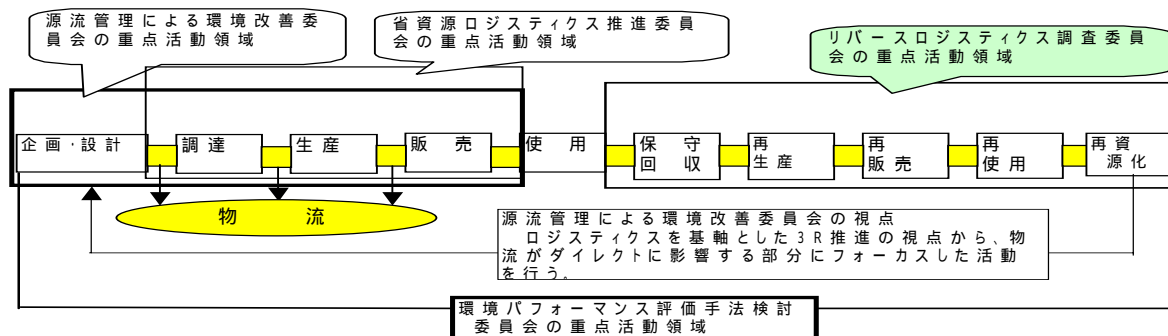 源流管理による環境改善委
員会の重点活動領域
省資源ロジスティクス推進委員
会の重点活動領域
リバースロジスティクス調査委員
会の重点活動領域
企画・設計
調達
生産
販売
使用
保守
回収
再
生産
再
販売
再
使用
再資
源化
物流
源流管理による環境改善委員会の視点
ロジスティクスを基軸とした3R推進の視点から、物
流がダイレクトに影響する部分にフォーカスした活動
を行う。
環境パフォーマンス評価手法検討
委員会の重点活動領域